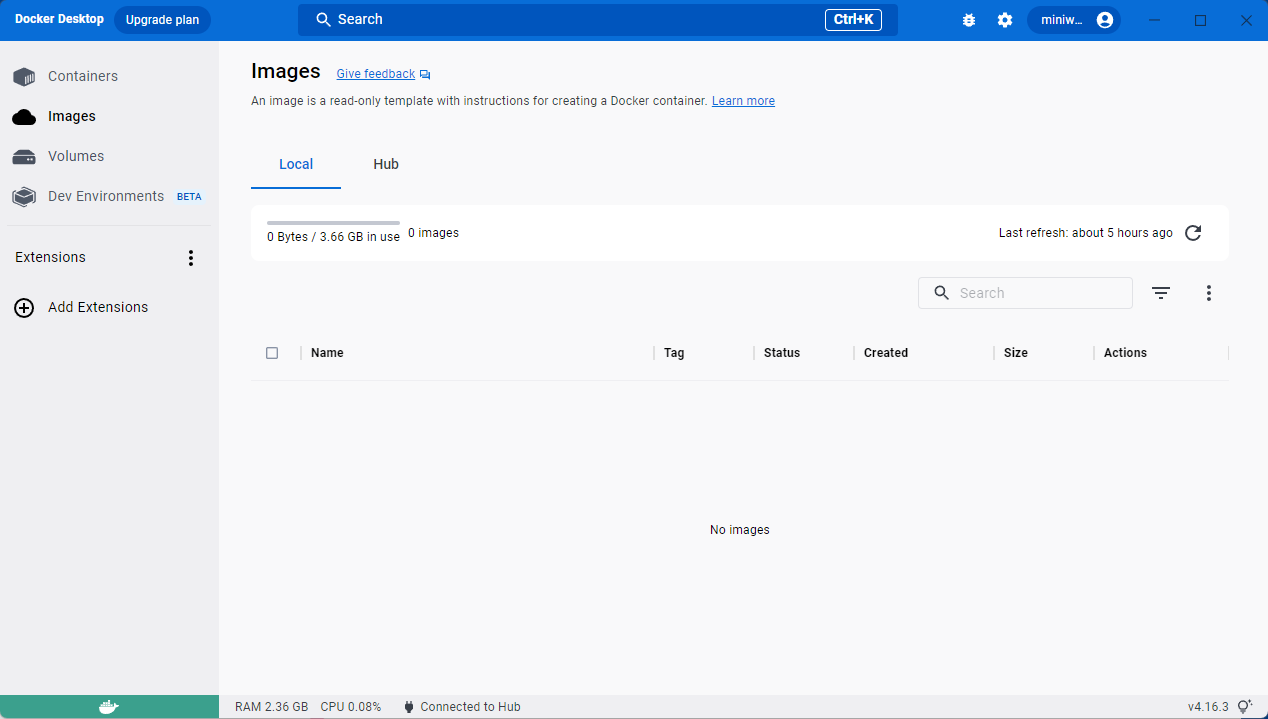 Docker Desktop Upgrade plan Search Ctrl+K miniw...
Containers
Images
Volumes
Dev Environments BETA
Extensions
Add Extensions
Images Give feedback
An image is a read-only template with instructions for creating a Docker container. Learn more
Local Hub
0 Bytes / 3.66 GB in use 0 images Last refresh: about 5 hours ago
Search
Name Tag Status Created Size Actions
No images
RAM 2.36 GB CPU 0.08% Connected to Hub v4.16.3